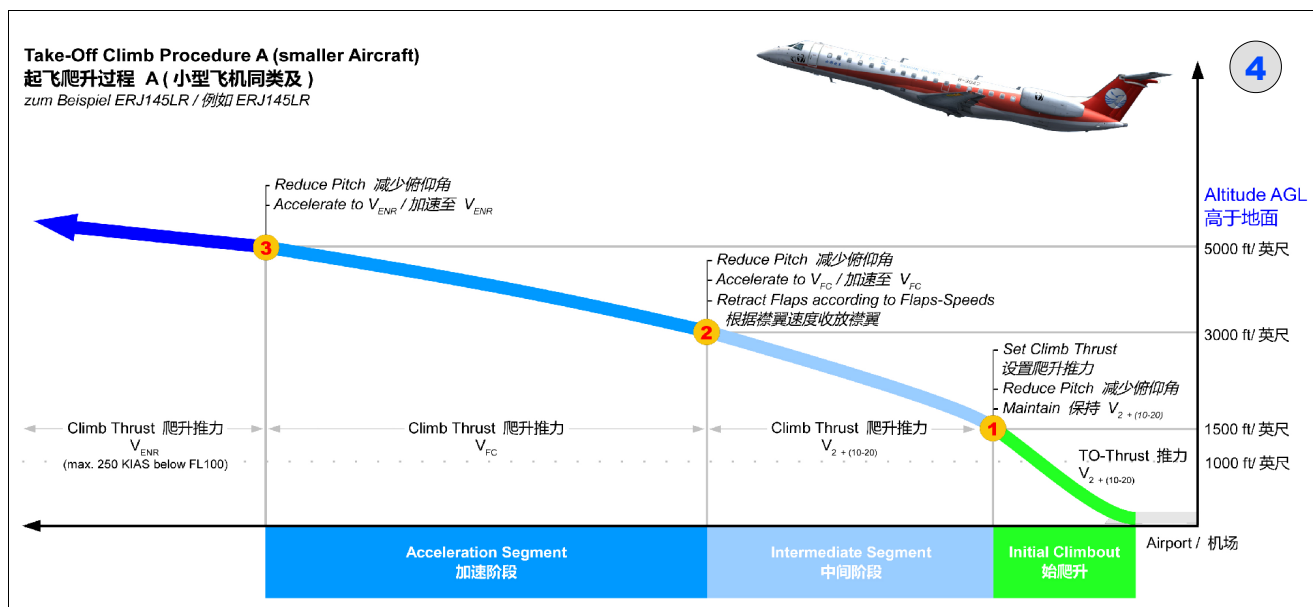 Take-Off Climb Procedure A (smaller Aircraft)
起飞爬升过程 A ( 小型飞机同类及 )
zum Beispiel ERJ145LR / 例如 ERJ145LR
4
Reduce Pitch 减少俯仰角
Accelerate to VENR / 加速至 VENR
Altitude AGL
高于地面
3
5000 ft/ 英尺
Reduce Pitch 减少俯仰角
Accelerate to VFC / 加速至 VFC
Retract Flaps according to Flaps-Speeds
根据襟翼速度收放襟翼
2
3000 ft/ 英尺
Set Climb Thrust
设置爬升推力
Reduce Pitch 减少俯仰角
Maintain 保持 V2 + (10-20)
1
1500 ft/ 英尺
Climb Thrust 爬升推力
VENR
(max. 250 KIAS below FL100)
Climb Thrust 爬升推力
VFC
Climb Thrust 爬升推力
V2 + (10-20)
TO-Thrust 推力
V2 + (10-20)
1000 ft/ 英尺
Airport / 机场
Acceleration Segment
加速阶段
Intermediate Segment
中间阶段
Initial Climbout
始爬升